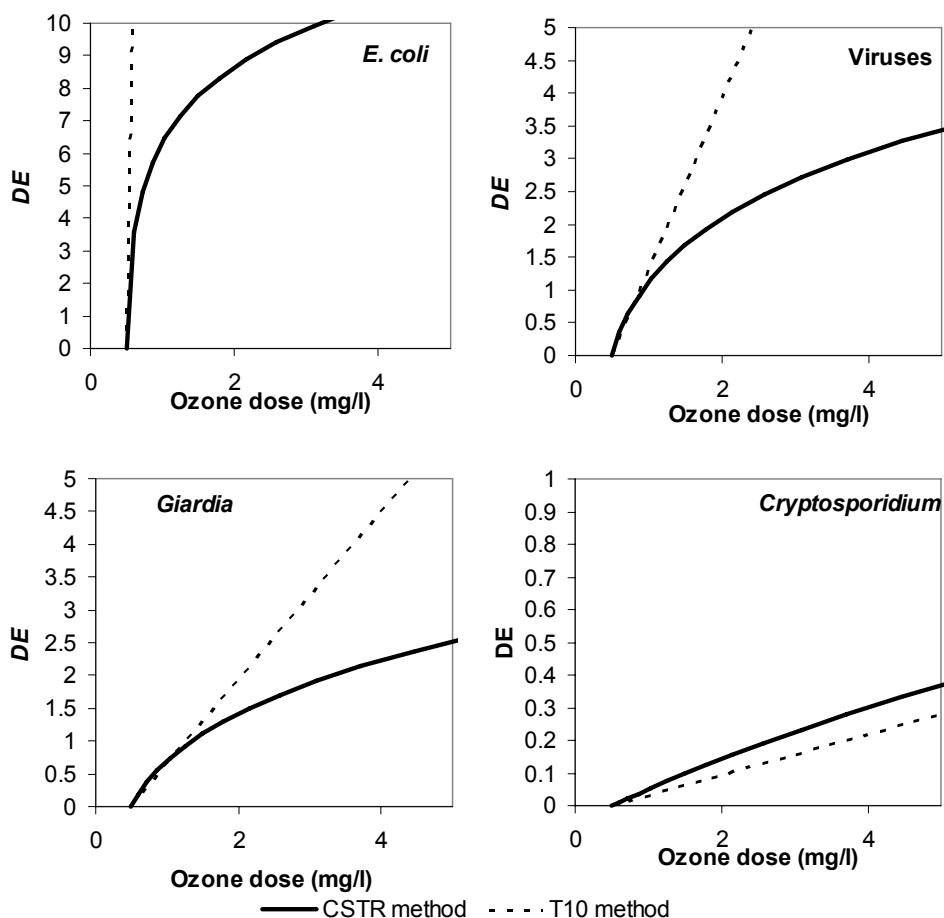 E. coli
10
9
8
7
6
5
4
3
2
1
0
DE
0 2 4
Ozone dose (mg/l)
Viruses
5
4.5
4
3.5
3
2.5
2
1.5
1
0.5
0
DE
0 2 4
Ozone dose (mg/l)
Giardia
5
4.5
4
3.5
3
2.5
2
1.5
1
0.5
0
DE
0 2 4
Ozone dose (mg/l)
Cryptosporidium
1
0.9
0.8
0.7
0.6
0.5
0.4
0.3
0.2
0.1
0
DE
0 2 4
Ozone dose (mg/l)
CSTR method T10 method